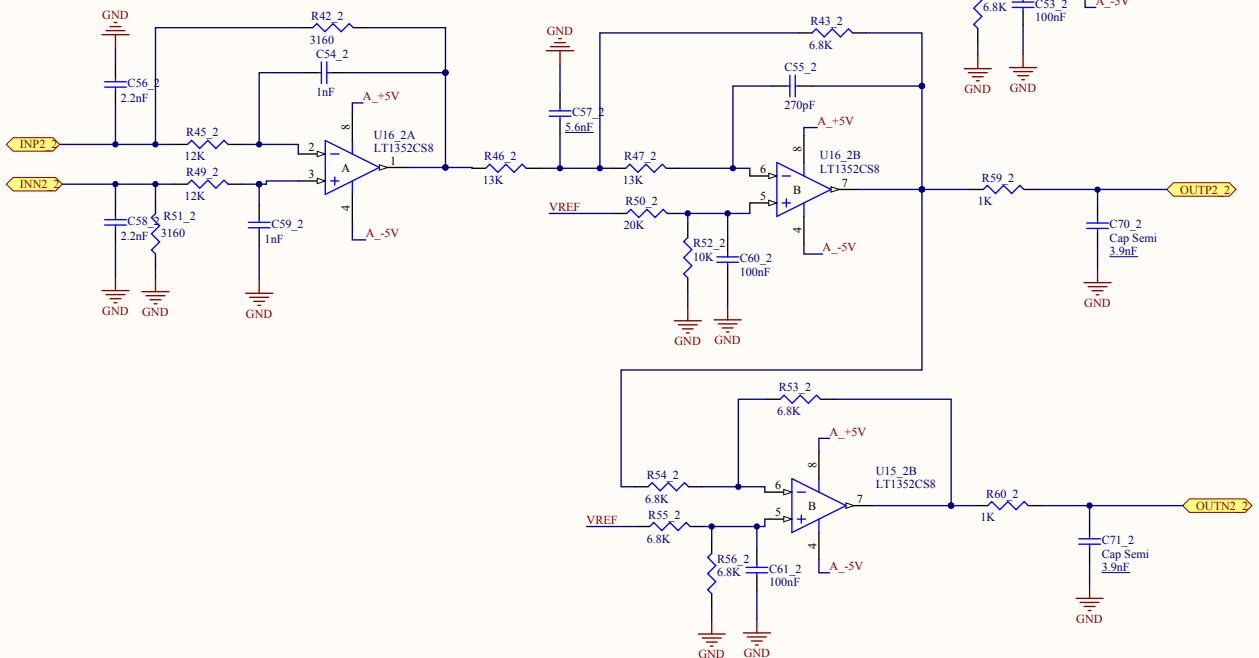 GND
R42_2
3160
C54_2
1nF
C56_2
2.2nF
A_+5V
8
U16_2A
LT1352CS8
INP2_2
R45_2
12K
2
A
1
3
INN2_2
R49_2
12K
4
A_-5V
C58_2
2.2nF
R51_2
3160
C59_2
1nF
GND
GND
GND
GND
R43_2
6.8K
C55_2
270pF
C57_2
5.6nF
A_+5V
8
U16_2B
LT1352CS8
R46_2
13K
R47_2
13K
6
B
7
5
VREF
R50_2
20K
4
A_-5V
R52_2
10K
C60_2
100nF
GND
GND
6.8K
C53_2
100nF
A_-5V
GND
GND
R59_2
1K
OUTP2_2
C70_2
Cap Semi
3.9nF
GND
R53_2
6.8K
A_+5V
8
U15_2B
LT1352CS8
R54_2
6.8K
6
B
7
5
VREF
R55_2
6.8K
4
A_-5V
R56_2
6.8K
C61_2
100nF
GND
GND
R60_2
1K
OUTN2_2
C71_2
Cap Semi
3.9nF
GND